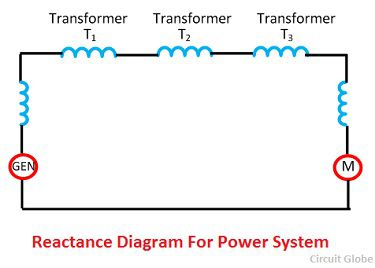 Transformer Transformer Transformer
T1 T2 T3
GEN M
Reactance Diagram For Power System
Circuit Globe